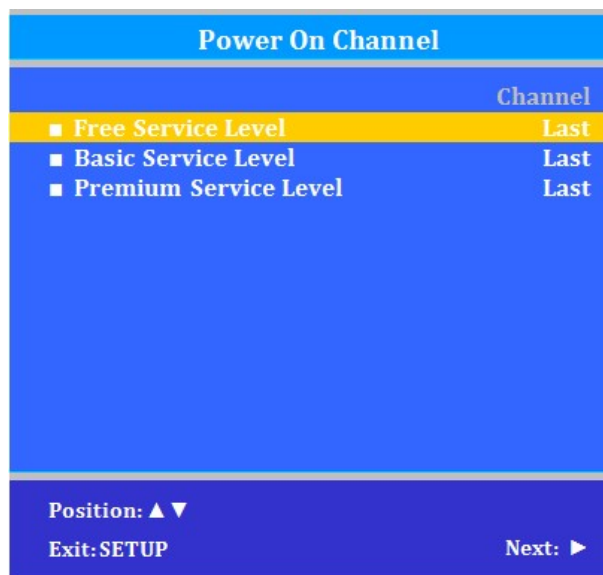 Power On Channel
Channel
■ Free Service Level Last
■ Basic Service Level Last
■ Premium Service Level Last
Position: ▲ ▼
Exit: SETUP Next: ►